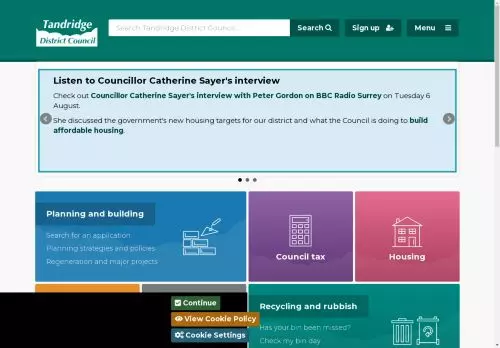 Tandridge
District Council
Search Tandridge District Council
Search
Sign up
Menu
Listen to Councillor Catherine Sayer's interview
Check out Councillor Catherine Sayer's interview with Peter Gordon on BBC Radio Surrey on Tuesday 6
August.
She discussed the government's new housing targets for our district and what the Council is doing to build
affordable housing.
Planning and building
Search for an application
Planning strategies and policies
Regeneration and major projects
Council tax
Housing
Continue
View Cookie Policy
Cookie Settings
Recycling and rubbish
Has your bin been missed?
Check my bin day